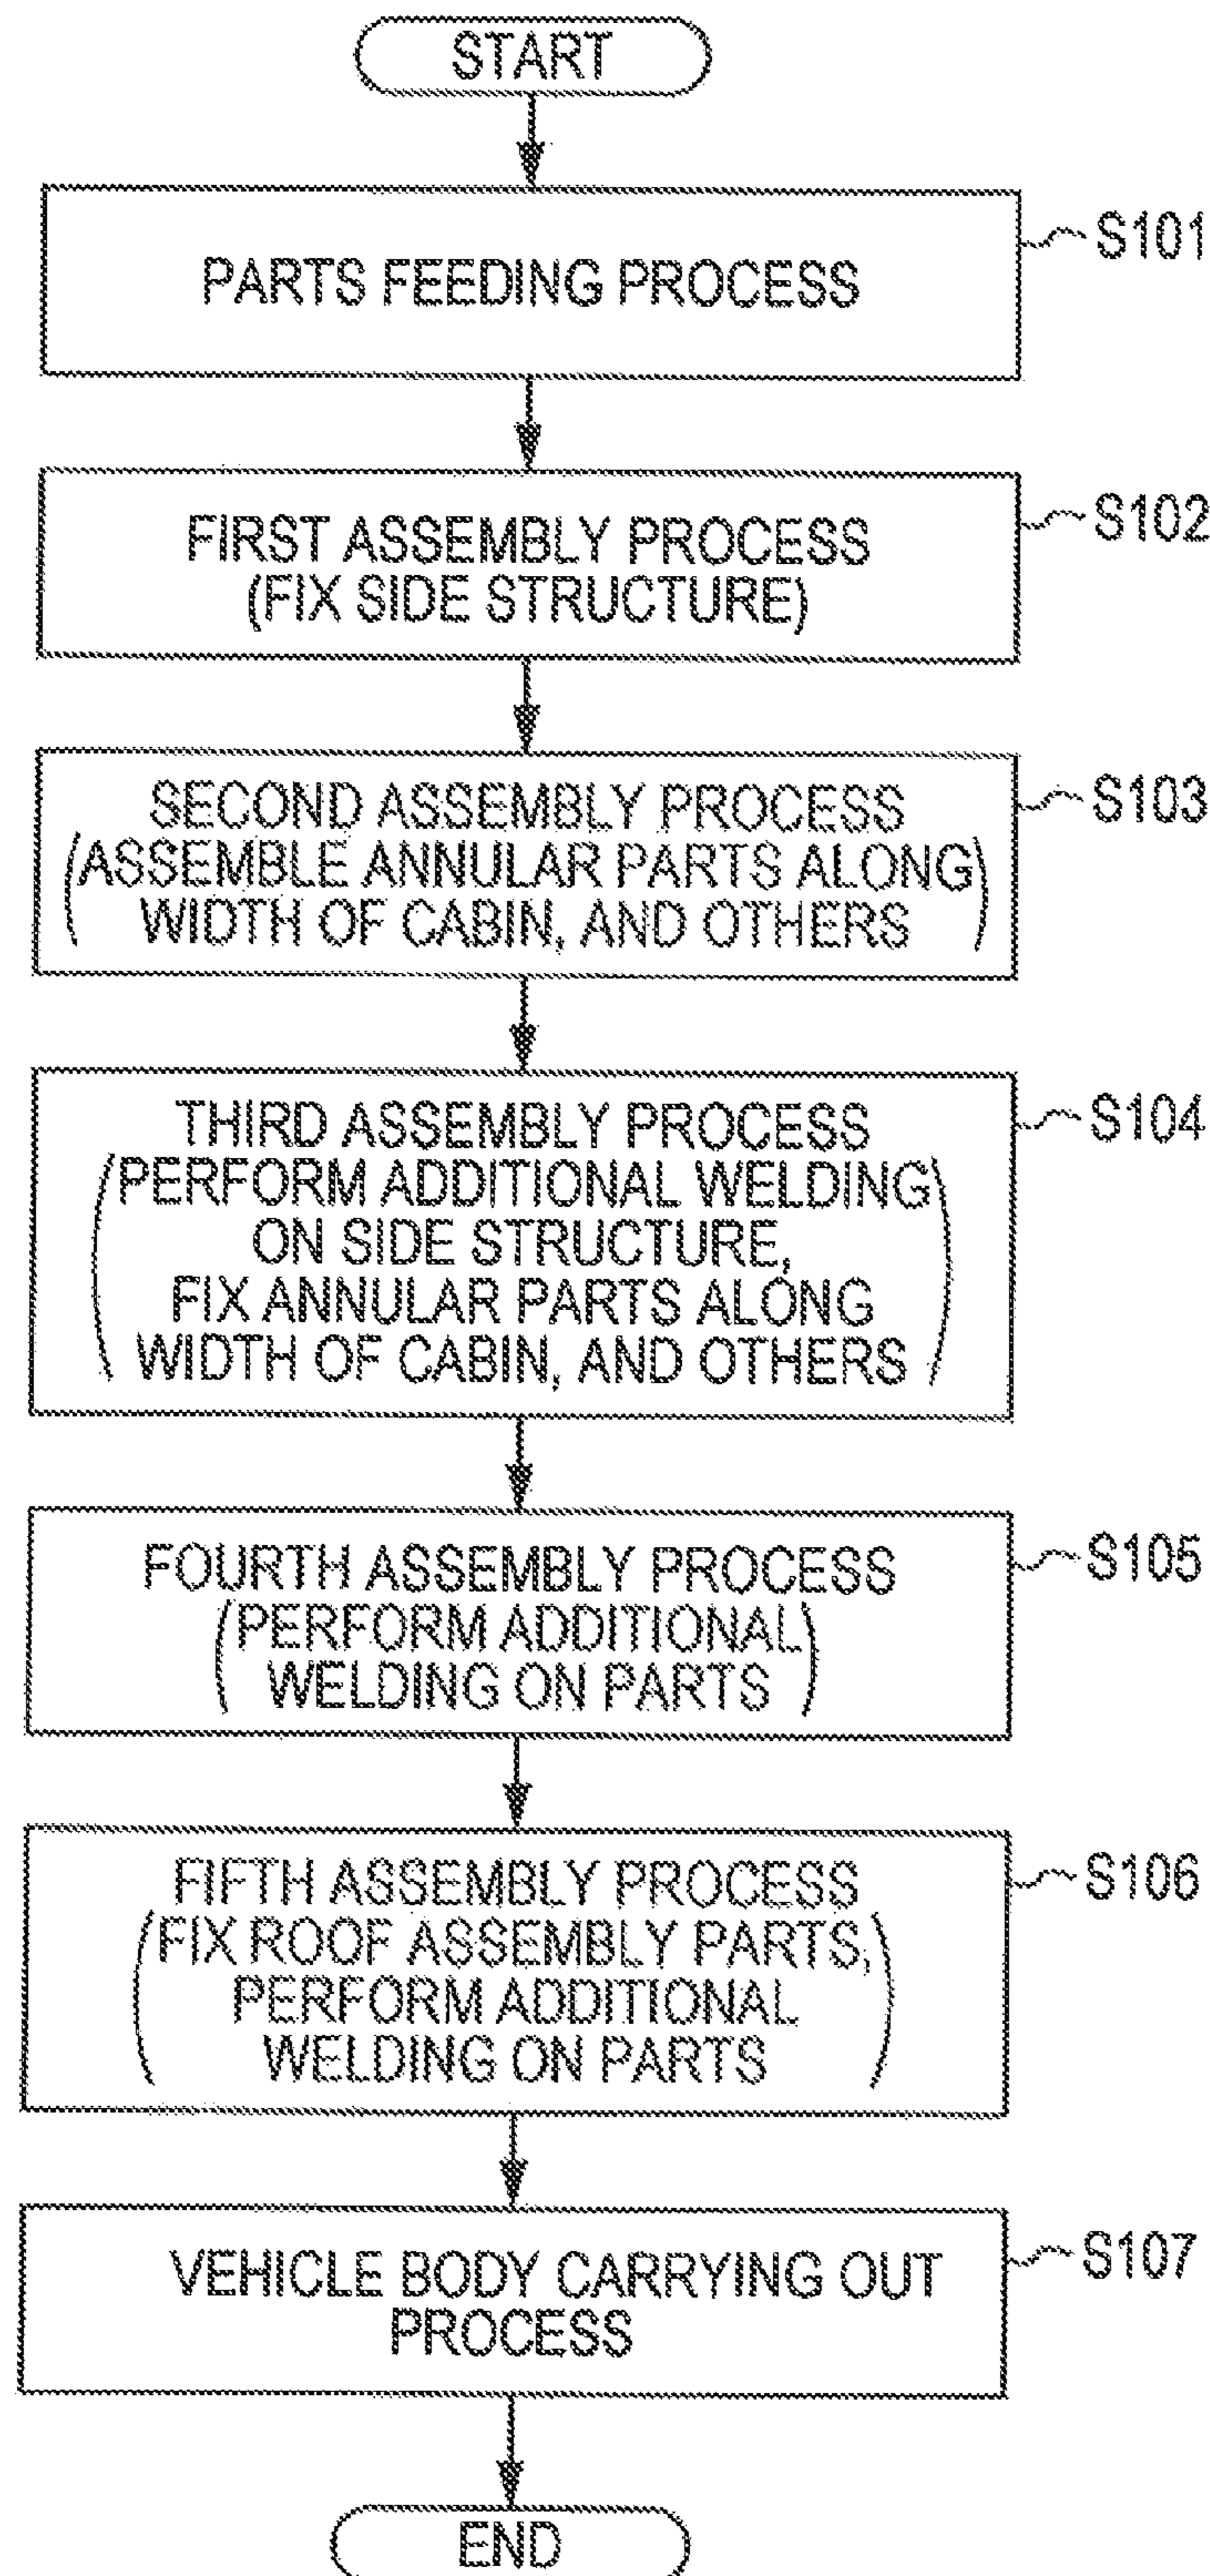 START
PARTS FEEDING PROCESS
S101
FIRST ASSEMBLY PROCESS
(FIX SIDE STRUCTURE)
S102
SECOND ASSEMBLY PROCESS
(ASSEMBLE ANNULAR PARTS ALONG
WIDTH OF CABIN, AND OTHERS)
S103
THIRD ASSEMBLY PROCESS
(PERFORM ADDITIONAL WELDING
ON SIDE STRUCTURE,
FIX ANNULAR PARTS ALONG
WIDTH OF CABIN, AND OTHERS)
S104
FOURTH ASSEMBLY PROCESS
(PERFORM ADDITIONAL
WELDING ON PARTS)
S105
FIFTH ASSEMBLY PROCESS
(FIX ROOF ASSEMBLY PARTS,
PERFORM ADDITIONAL
WELDING ON PARTS)
S106
VEHICLE BODY CARRYING OUT
PROCESS
S107
END